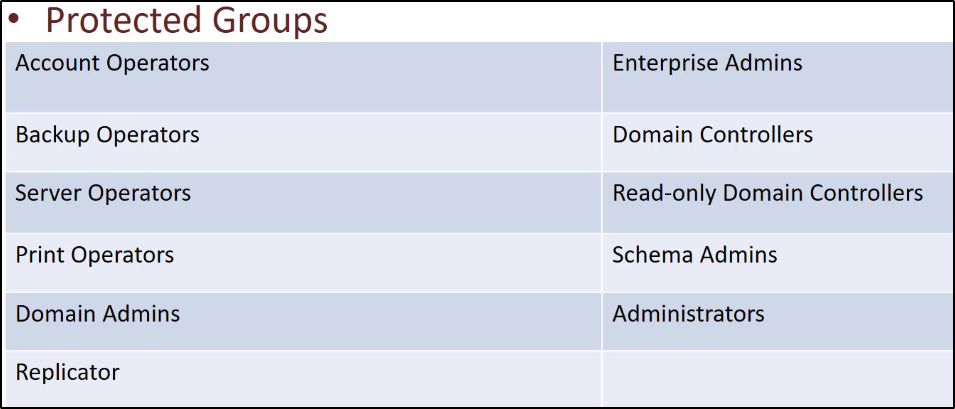 • Protected Groups
Account Operators Enterprise Admins
Backup Operators Domain Controllers
Server Operators Read-only Domain Controllers
Print Operators Schema Admins
Domain Admins Administrators
Replicator